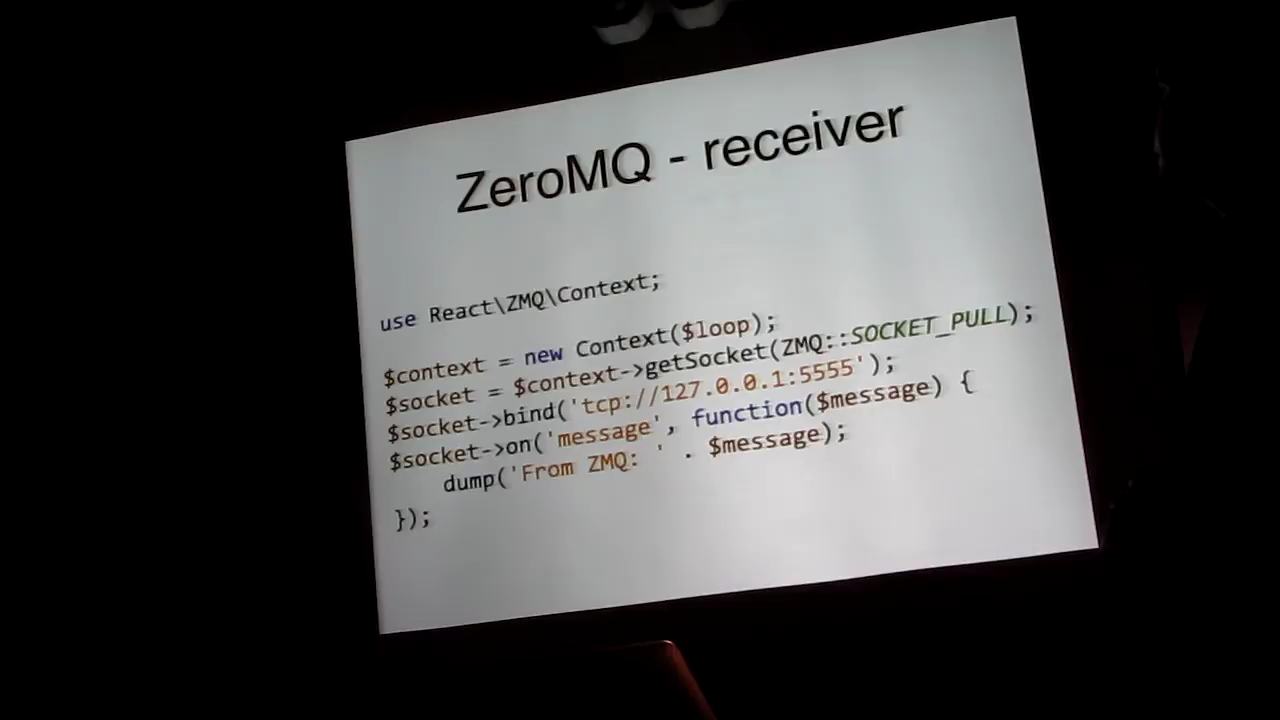 ZeroMQ - receiver
use React\ZMQ\Context;
$context = new Context($loop);
$socket = $context->getSocket(ZMQ::SOCKET_PULL);
$socket->bind('tcp://127.0.0.1:5555');
$socket->on('message', function($message) {
    dump('From ZMQ: ' . $message);
});